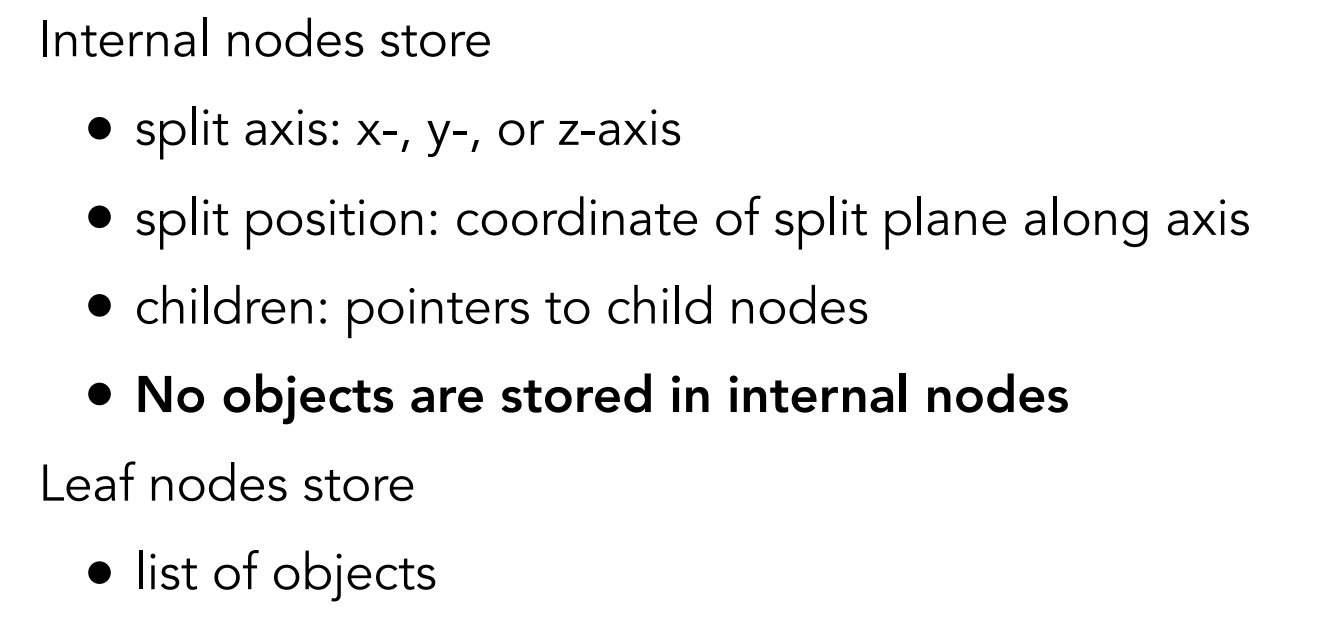 Internal nodes store
• split axis: x-, y-, or z-axis
• split position: coordinate of split plane along axis
• children: pointers to child nodes
• No objects are stored in internal nodes
Leaf nodes store
• list of objects